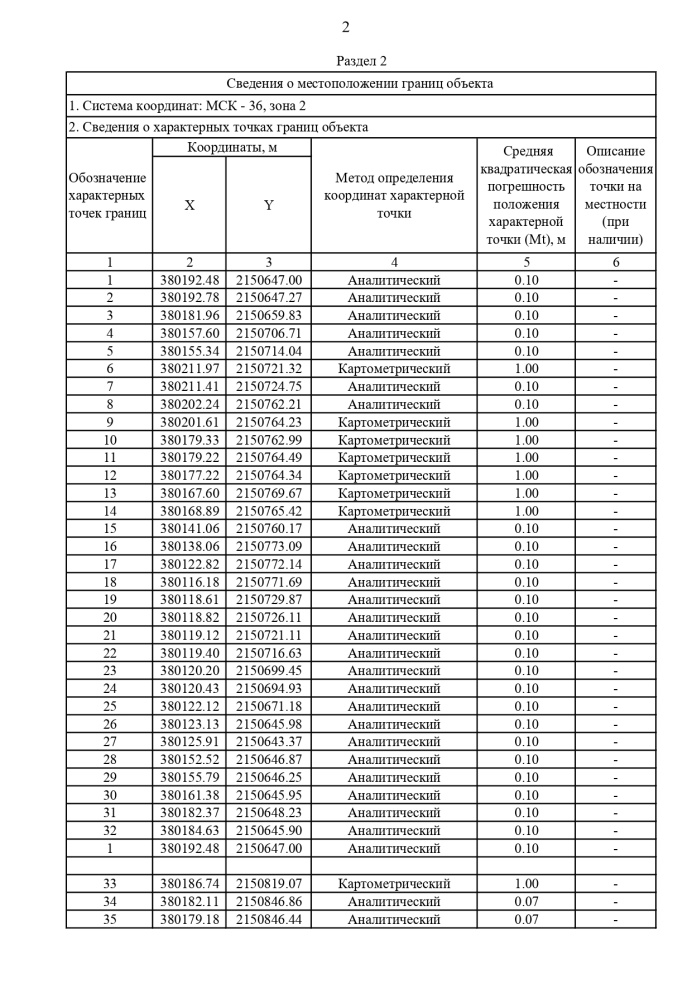 2
Раздел 2
Сведения о местоположении границ объекта
1. Система координат: МСК - 36, зона 2
2. Сведения о характерных точках границ объекта
Обозначение характерных точек границ
Координаты, м
X
Y
Метод определения координат характерной точки
Средняя квадратическая погрешность положения характерной точки (Mt), м
Описание обозначения точки на местности (при наличии)
1 2 3 4 5 6
1 380192.48 2150647.00 Аналитический 0.10 -
2 380192.78 2150647.27 Аналитический 0.10 -
3 380181.96 2150659.83 Аналитический 0.10 -
4 380157.60 2150706.71 Аналитический 0.10 -
5 380155.34 2150714.04 Аналитический 0.10 -
6 380211.97 2150721.32 Картометрический 1.00 -
7 380211.41 2150724.75 Аналитический 0.10 -
8 380202.24 2150762.21 Аналитический 0.10 -
9 380201.61 2150764.23 Картометрический 1.00 -
10 380179.33 2150762.99 Картометрический 1.00 -
11 380179.22 2150764.49 Картометрический 1.00 -
12 380177.22 2150764.34 Картометрический 1.00 -
13 380167.60 2150769.67 Картометрический 1.00 -
14 380168.89 2150765.42 Картометрический 1.00 -
15 380141.06 2150760.17 Аналитический 0.10 -
16 380138.06 2150773.09 Аналитический 0.10 -
17 380122.82 2150772.14 Аналитический 0.10 -
18 380116.18 2150771.69 Аналитический 0.10 -
19 380118.61 2150729.87 Аналитический 0.10 -
20 380118.82 2150726.11 Аналитический 0.10 -
21 380119.12 2150721.11 Аналитический 0.10 -
22 380119.40 2150716.63 Аналитический 0.10 -
23 380120.20 2150699.45 Аналитический 0.10 -
24 380120.43 2150694.93 Аналитический 0.10 -
25 380122.12 2150671.18 Аналитический 0.10 -
26 380123.13 2150645.98 Аналитический 0.10 -
27 380125.91 2150643.37 Аналитический 0.10 -
28 380152.52 2150646.87 Аналитический 0.10 -
29 380155.79 2150646.25 Аналитический 0.10 -
30 380161.38 2150645.95 Аналитический 0.10 -
31 380182.37 2150648.23 Аналитический 0.10 -
32 380184.63 2150645.90 Аналитический 0.10 -
1 380192.48 2150647.00 Аналитический 0.10 -
33 380186.74 2150819.07 Картометрический 1.00 -
34 380182.11 2150846.86 Аналитический 0.07 -
35 380179.18 2150846.44 Аналитический 0.07 -